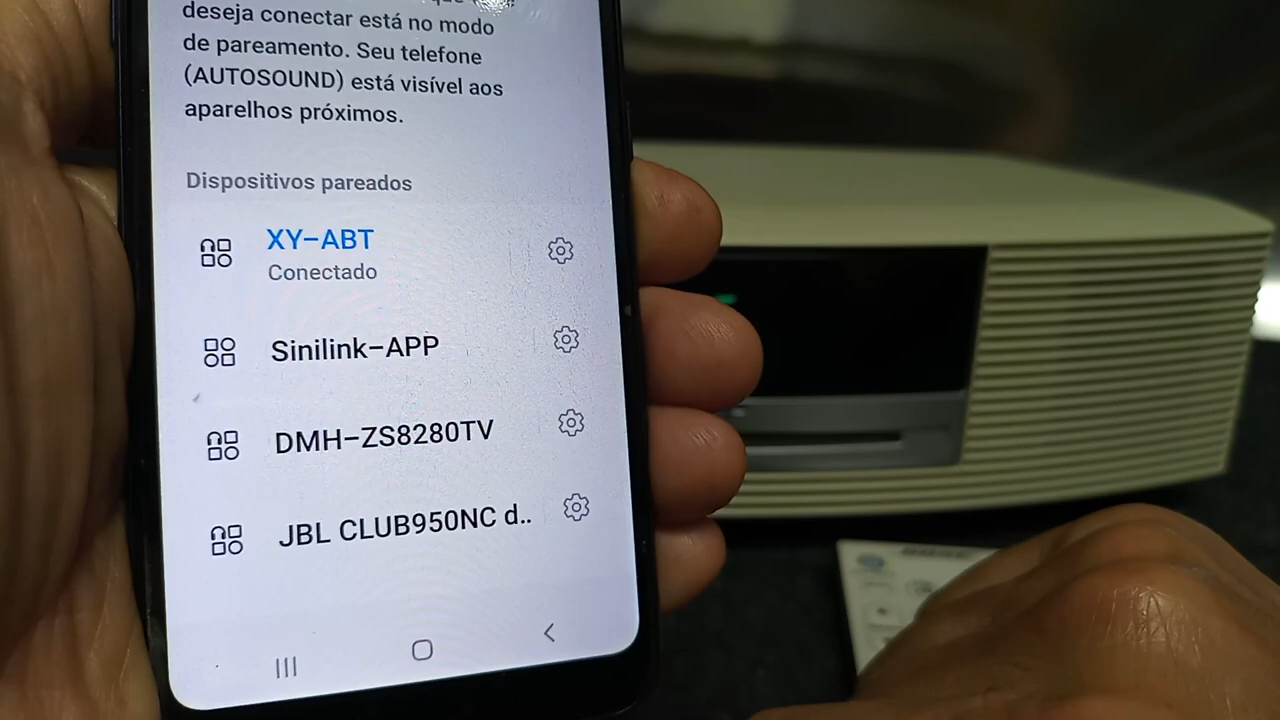 deseja conectar está no modo
de pareamento. Seu telefone
(AUTOSOUND) está visível aos
aparelhos próximos.
Dispositivos pareados
XY-ABT
Conectado
Sinilink-APP
DMH-ZS8280TV
JBL CLUB950NC d..